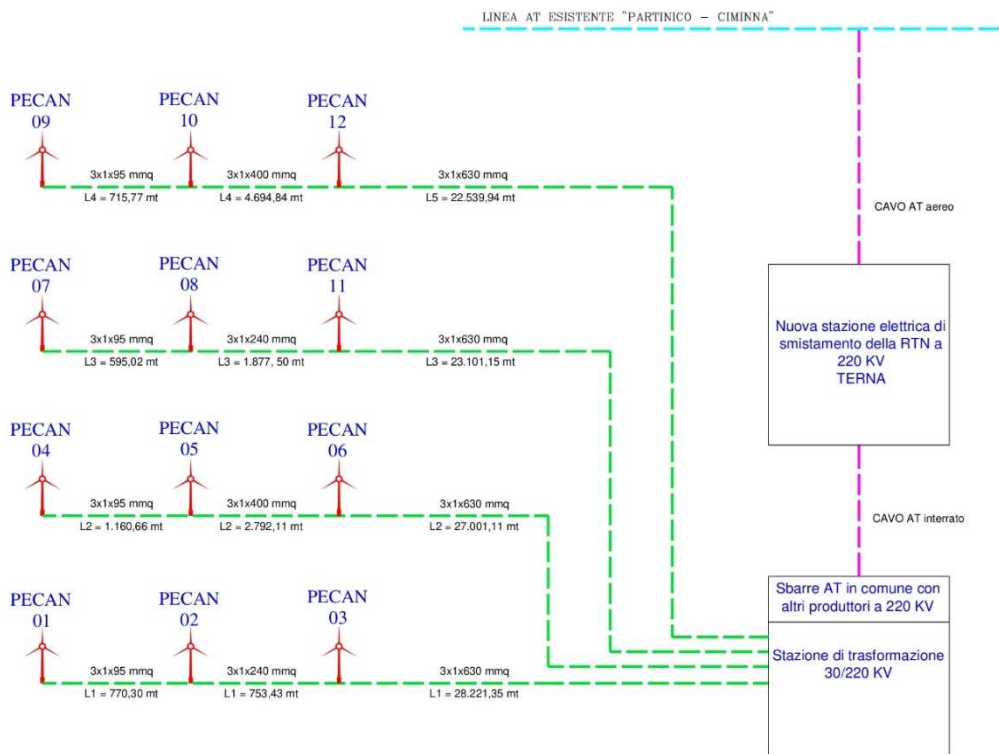 LINEA AT ESISTENTE "PARTINICO – CIMINNA"
PECAN
09
PECAN
10
PECAN
12
3x1x95 mmq
3x1x400 mmq
3x1x630 mmq
L4 = 715,77 mt
L4 = 4.694,84 mt
L5 = 22.539,94 mt
CAVO AT aereo
PECAN
07
PECAN
08
PECAN
11
3x1x95 mmq
3x1x240 mmq
3x1x630 mmq
L3 = 595,02 mt
L3 = 1.877, 50 mt
L3 = 23.101,15 mt
Nuova stazione elettrica di
smistamento della RTN a
220 KV
TERNA
PECAN
04
PECAN
05
PECAN
06
3x1x95 mmq
3x1x400 mmq
3x1x630 mmq
L2 = 1.160,66 mt
L2 = 2.792,11 mt
L2 = 27.001,11 mt
CAVO AT interrato
PECAN
01
PECAN
02
PECAN
03
3x1x95 mmq
3x1x240 mmq
3x1x630 mmq
L1 = 770,30 mt
L1 = 753,43 mt
L1 = 28.221,35 mt
Sbarre AT in comune con
altri produttori a 220 KV
Stazione di trasformazione
30/220 KV